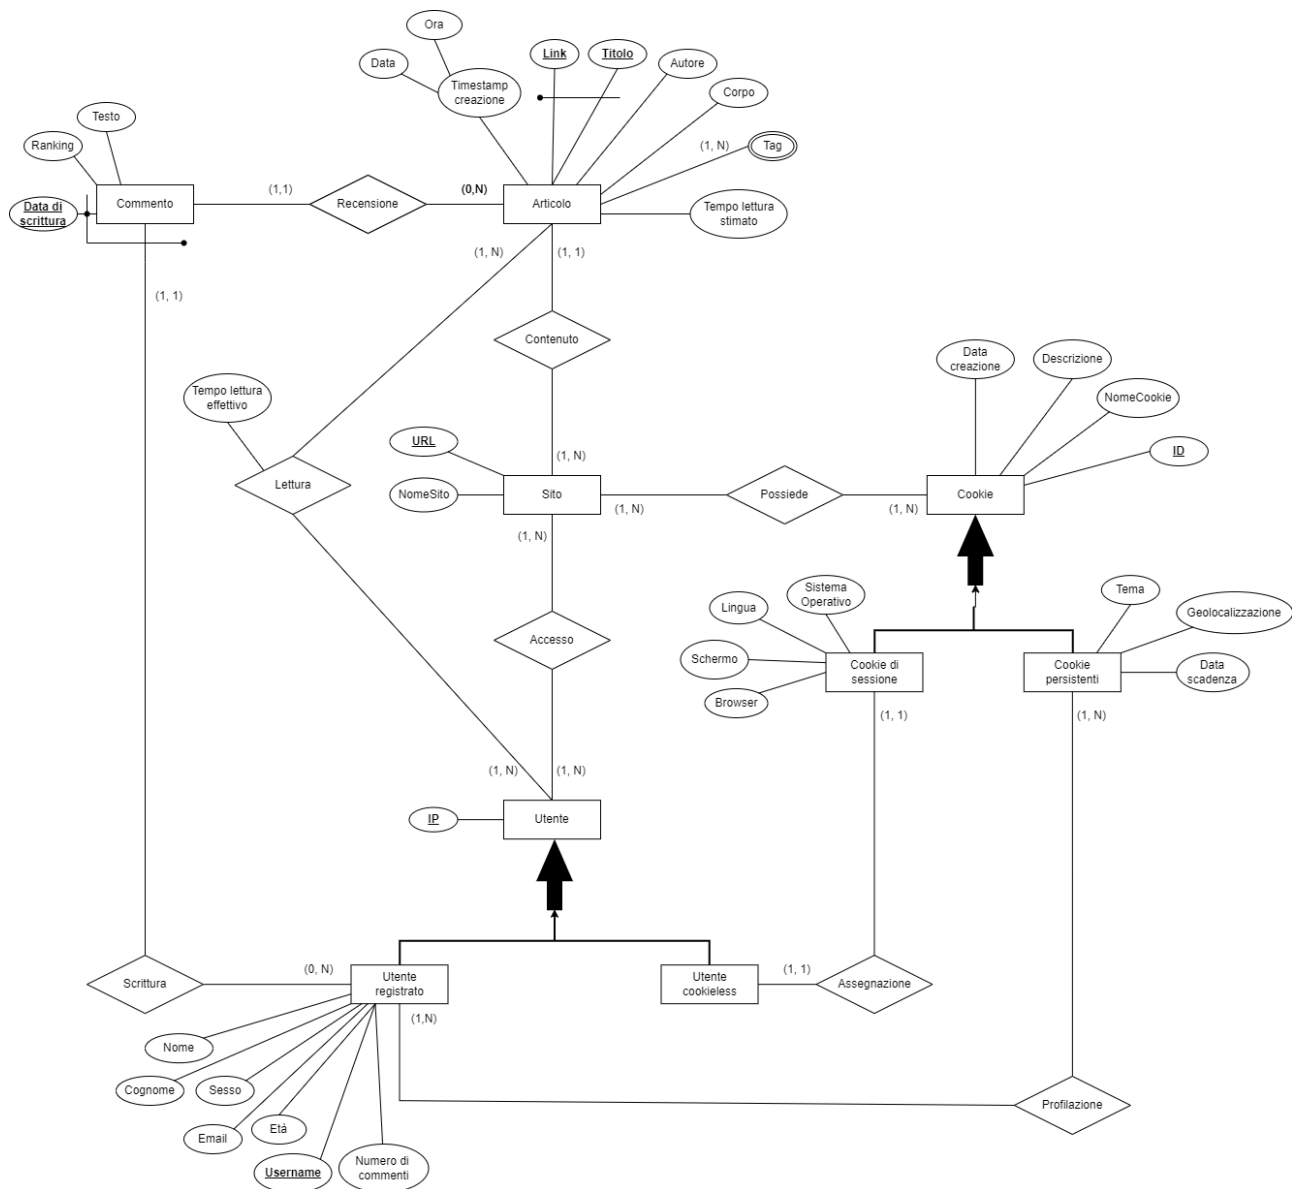 Ora
Data
Timestamp
creazione
Link
Titolo
Autore
Corpo
(1, N)
Tag
Testo
Ranking
Data di
scrittura
Commento
(1,1)
Recensione
(0,N)
Articolo
Tempo lettura
stimato
(1, N)
(1, 1)
(1, 1)
Contenuto
Tempo lettura
effettivo
Data
creazione
Descrizione
NomeCookie
ID
URL
(1, N)
Lettura
NomeSito
Sito
(1, N)
(1, N)
Possiede
(1, N)
Cookie
Accesso
Lingua
Sistema
Operativo
Schermo
Browser
Cookie di
sessione
(1, 1)
Tema
Geolocalizzazione
Cookie
persistenti
Data
scadenza
(1, N)
(1, N)
(1, N)
IP
Utente
Scrittura
(0, N)
Utente
registrato
(1,N)
Utente
cookieless
(1, 1)
Assegnazione
Nome
Cognome
Sesso
Email
Età
Username
Numero di
commenti
Profilazione